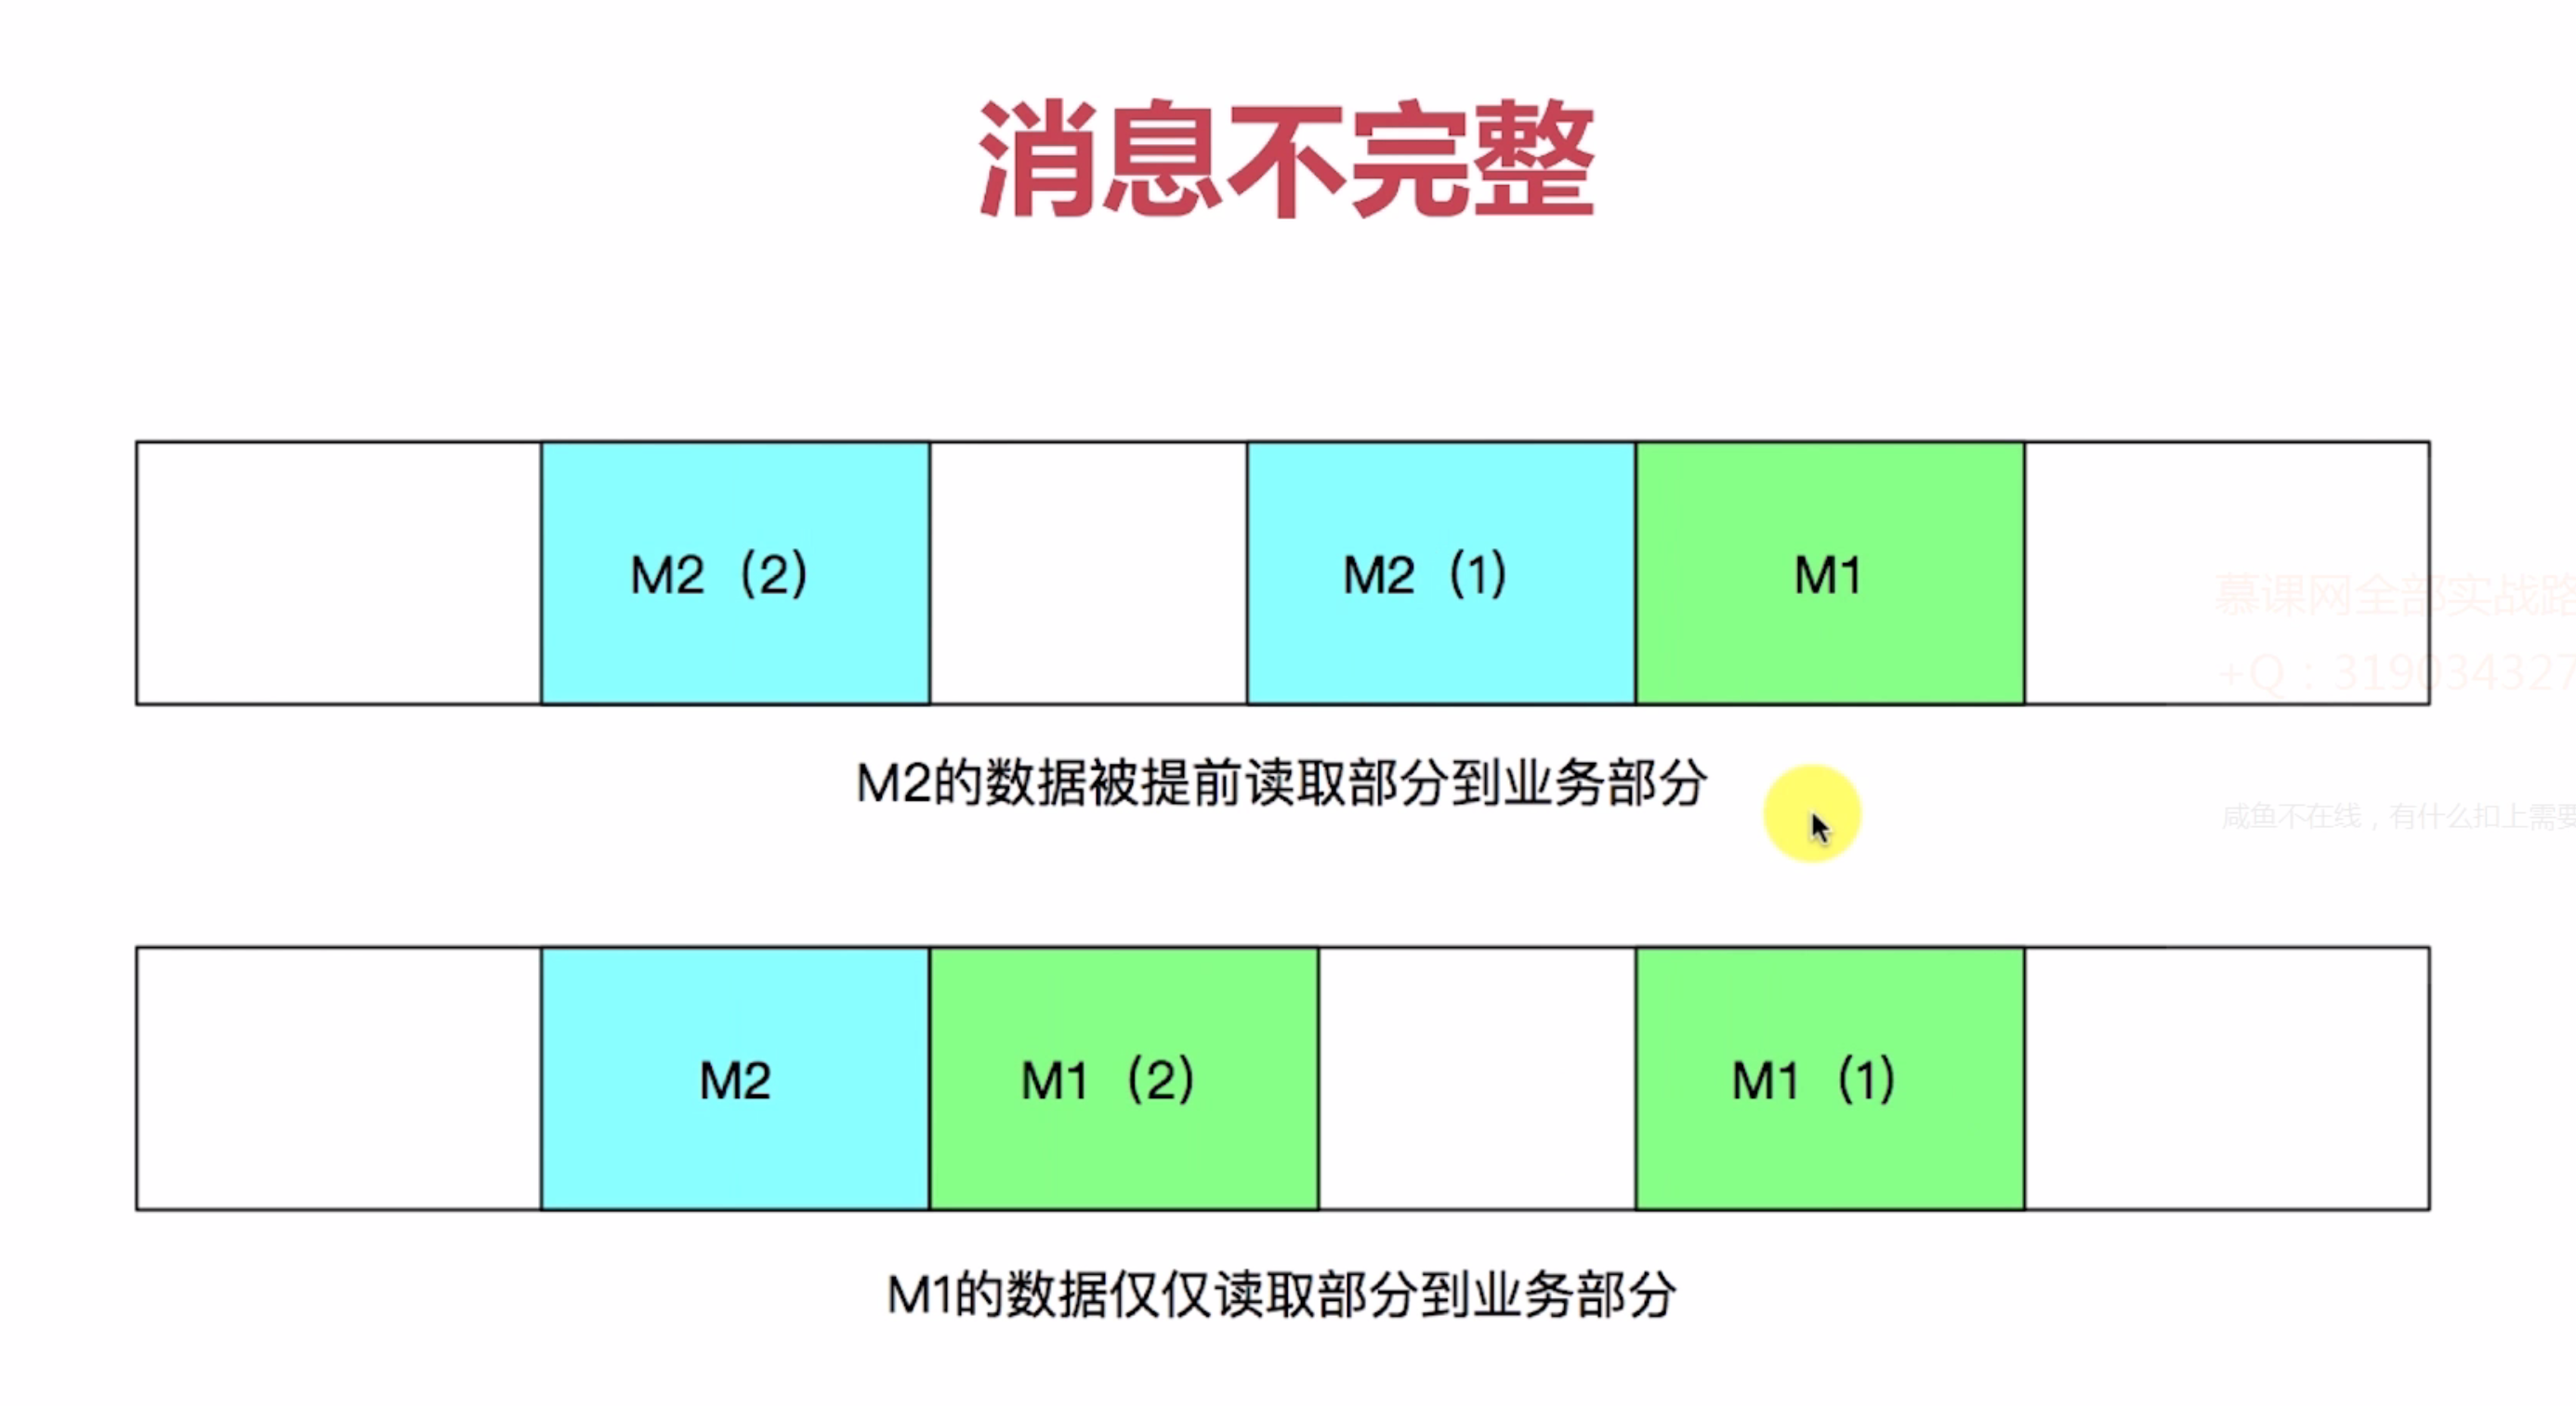 消息不完整
M2（2） M2（1） M1
慕课网全部实战路
+Q：319034327
M2的数据被提前读取部分到业务部分
咸鱼不在线，有什么扣上需要
M2 M1（2） M1（1）
M1的数据仅仅读取部分到业务部分